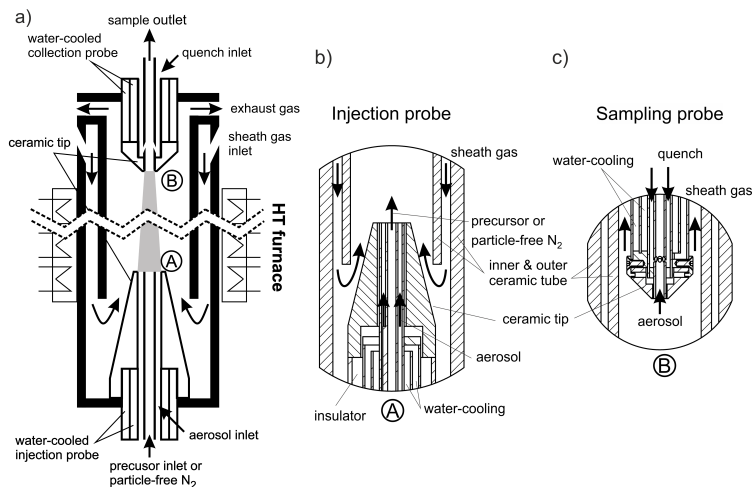 a)
sample outlet
water-cooled
collection probe
quench inlet
exhaust gas
ceramic tip
sheath gas
inlet
B
HT furnace
A
aerosol inlet
water-cooled
injection probe
precusor inlet or
particle-free N2
b)
Injection probe
sheath gas
precursor or
particle-free N2
inner & outer
ceramic tube
ceramic tip
aerosol
insulator
water-cooling
A
c)
Sampling probe
quench
water-cooling
sheath gas
aerosol
B